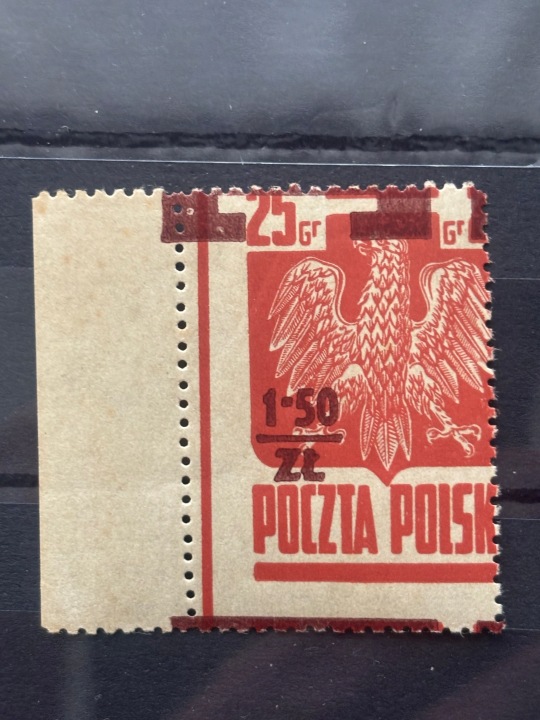 25 Gr Gr
1·50
ZŁ
POCZTA POLSK